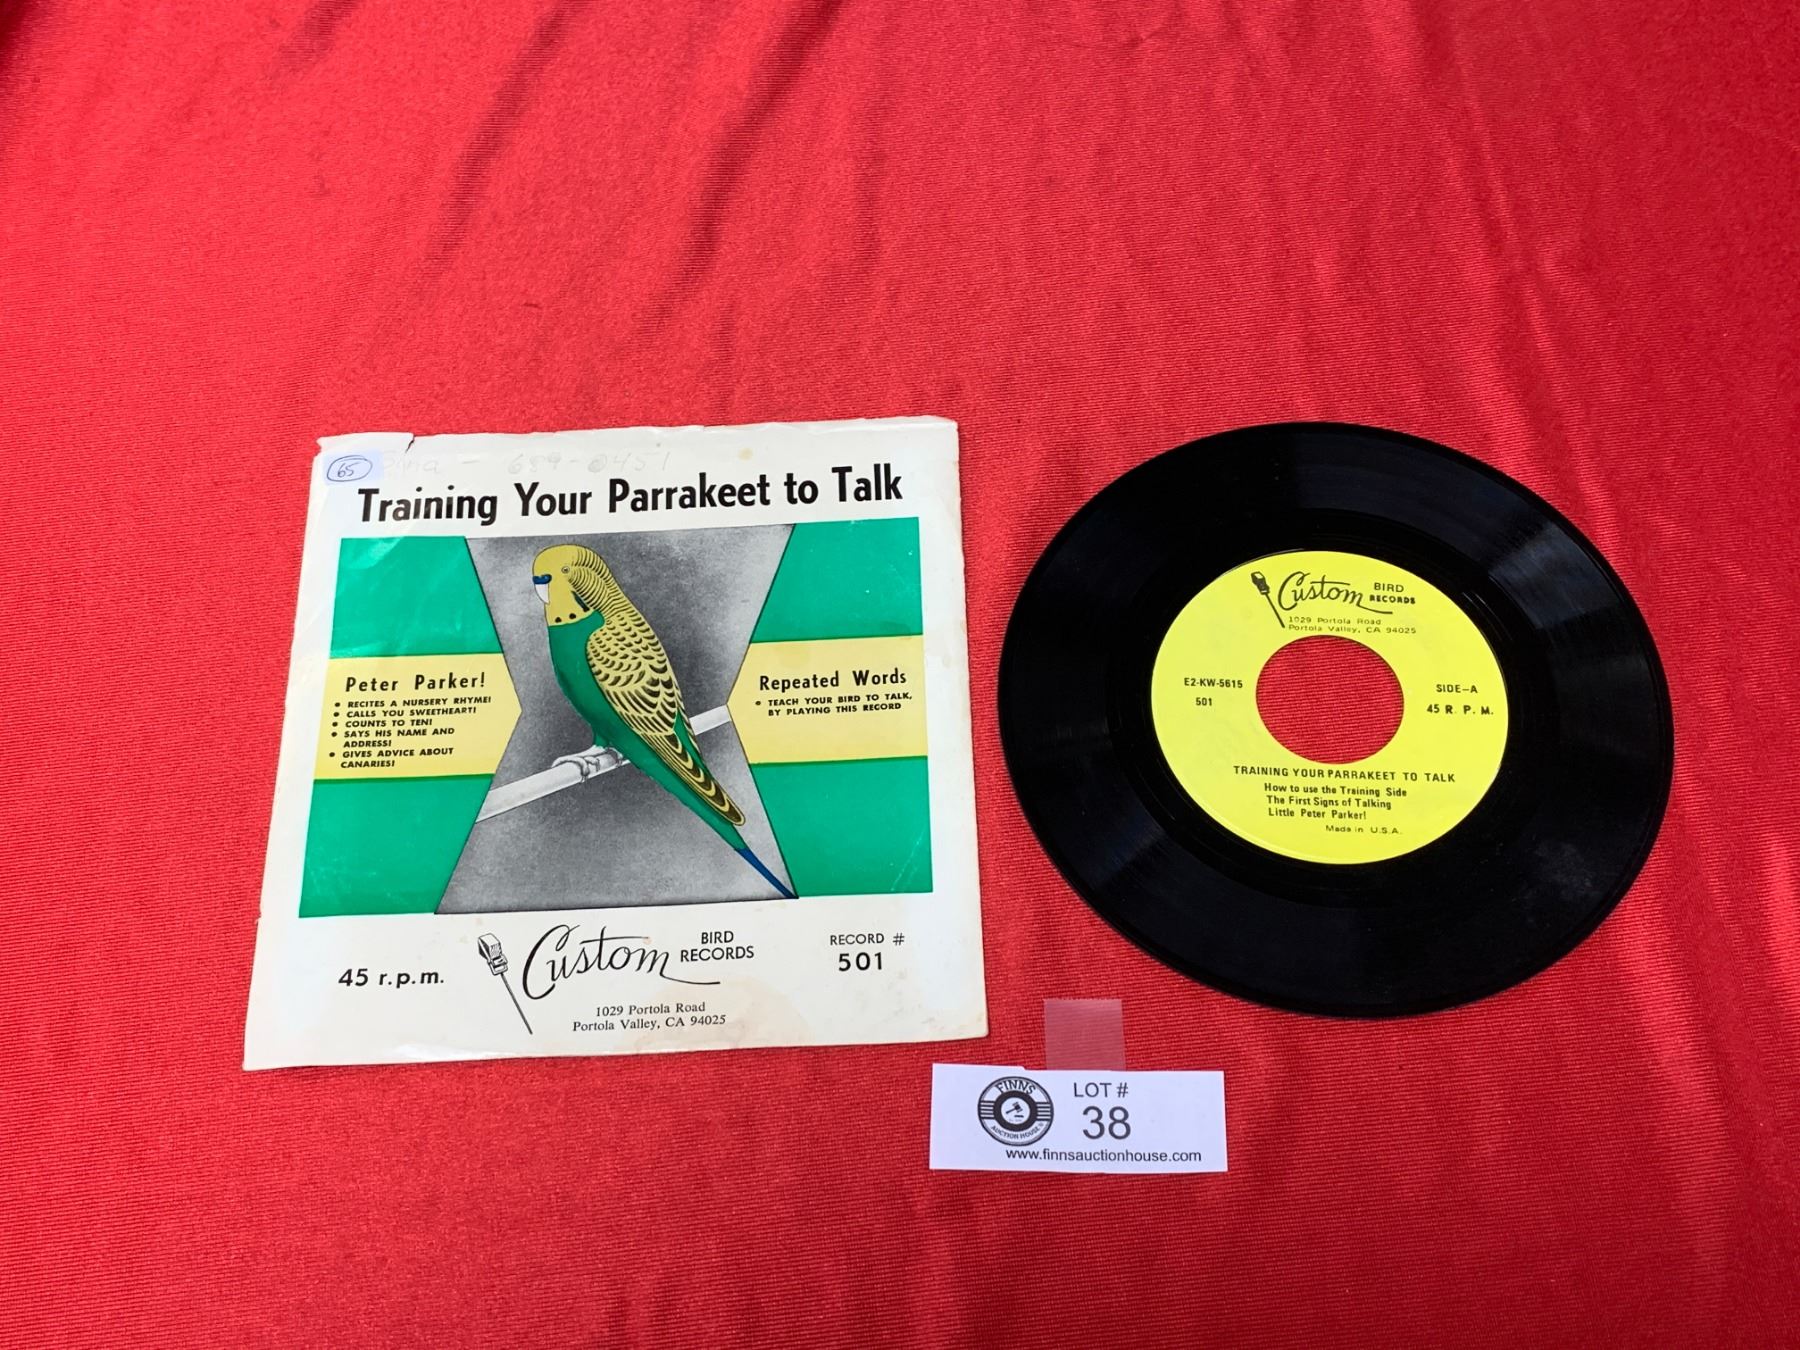 65
689-0451
Training Your Parrakeet to Talk
Peter Parker!
• RECITES A NURSERY RHYME!
• CALLS YOU SWEETHEART!
• COUNTS TO TEN!
• SAYS HIS NAME AND
ADDRESS!
• GIVES ADVICE ABOUT
CANARIES!
Repeated Words
• TEACH YOUR BIRD TO TALK,
BY PLAYING THIS RECORD
45 r.p.m.
Custom BIRD
RECORDS
1029 Portola Road
Portola Valley, CA 94025
RECORD #
501
Custom BIRD
RECORDS
1029 Portola Road
Portola Valley, CA 94025
E2-KW-5615
501
SIDE-A
45 R. P. M.
TRAINING YOUR PARRAKEET TO TALK
How to use the Training Side
The First Signs of Talking
Little Peter Parker!
Made in U.S.A.
FINNS
AUCTION HOUSE
LOT #
38
www.finnsauctionhouse.com